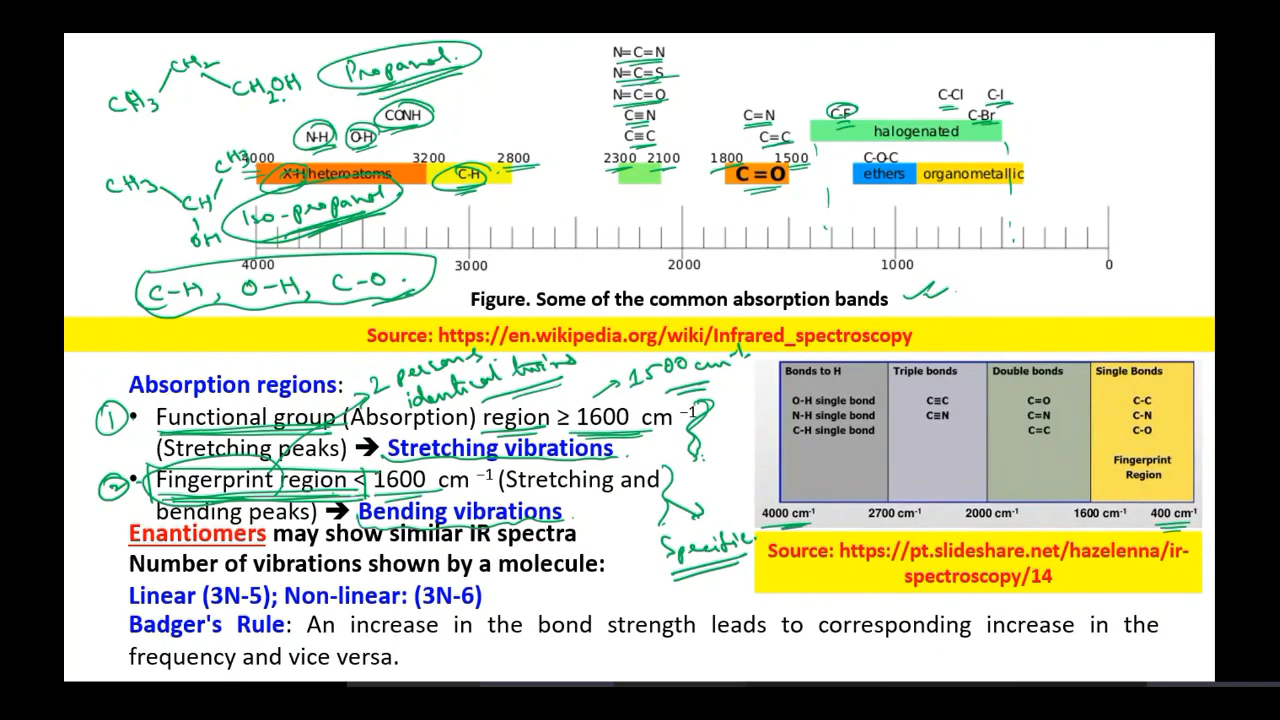 CH3 CH2 CH2OH Propanol.
N=C=N
N=C=S
N=C=O
C≡N
C≡C
N-H O-H CONH
C=N
C=C
C-F C-Cl C-I
C-Br
halogenated
4000 3200 2800 2300 2100 1800 1500
C-O-C
X-H heteroatoms C-H C=O ethers organometallic
CH3 CH CH3 OH
Iso-propanol
4000 3000 2000 1000 0
C-H, O-H, C-O.
Figure. Some of the common absorption bands
Source: https://en.wikipedia.org/wiki/Infrared_spectroscopy
2 persons
identical twins
1500 cm-1
Absorption regions:
1 • Functional group (Absorption) region ≥ 1600 cm –1
(Stretching peaks) ➔ Stretching vibrations
2 • Fingerprint region < 1600 cm –1 (Stretching and
bending peaks) ➔ Bending vibrations
Specific.
Enantiomers may show similar IR spectra
Number of vibrations shown by a molecule:
Linear (3N-5); Non-linear: (3N-6)
Badger's Rule: An increase in the bond strength leads to corresponding increase in the
frequency and vice versa.
Bonds to H Triple bonds Double bonds Single Bonds
O-H single bond C≡C C=O C-C
N-H single bond C≡N C=N C-N
C-H single bond C=C C-O
Fingerprint
Region
4000 cm-1 2700 cm-1 2000 cm-1 1600 cm-1 400 cm-1
Source: https://pt.slideshare.net/hazelenna/ir-
spectroscopy/14